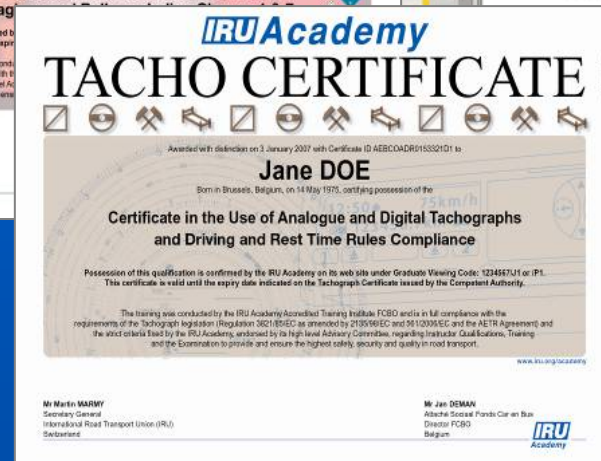 IRU Academy
TACHO CERTIFICATE
Awarded with distinction on 3 January 2007 with Certificate ID AEBCOADR0153321D1 to
Jane DOE
Born in Brussels, Belgium, on 14 May 1975, certifying possession of the
Certificate in the Use of Analogue and Digital Tachographs
and Driving and Rest Time Rules Compliance
Possession of this qualification is confirmed by the IRU Academy on its web site under Graduate Viewing Code: 1234567/J1 or /P1.
This certificate is valid until the expiry date indicated on the Tachograph Certificate issued by the Competent Authority.
The training was conducted by the IRU Academy Accredited Training Institute FCBO and is in full compliance with the
requirements of the Tachograph legislation (Regulation 3821/85/EC as amended by 2135/98/EC and 561/2006/EC and the AETR Agreement) and
the strict criteria fixed by the IRU Academy, endorsed by its high level Advisory Committee, regarding Instructor Qualifications, Training
and the Examination to provide and ensure the highest safety, security and quality in road transport.
www.iru.org/academy
Mr Martin MARMY
Secretary General
International Road Transport Union (IRU)
Switzerland
Mr Jan DEMAN
Attaché Sociaal Fonds Car en Bus
Director FCBO
Belgium
IRU
Academy